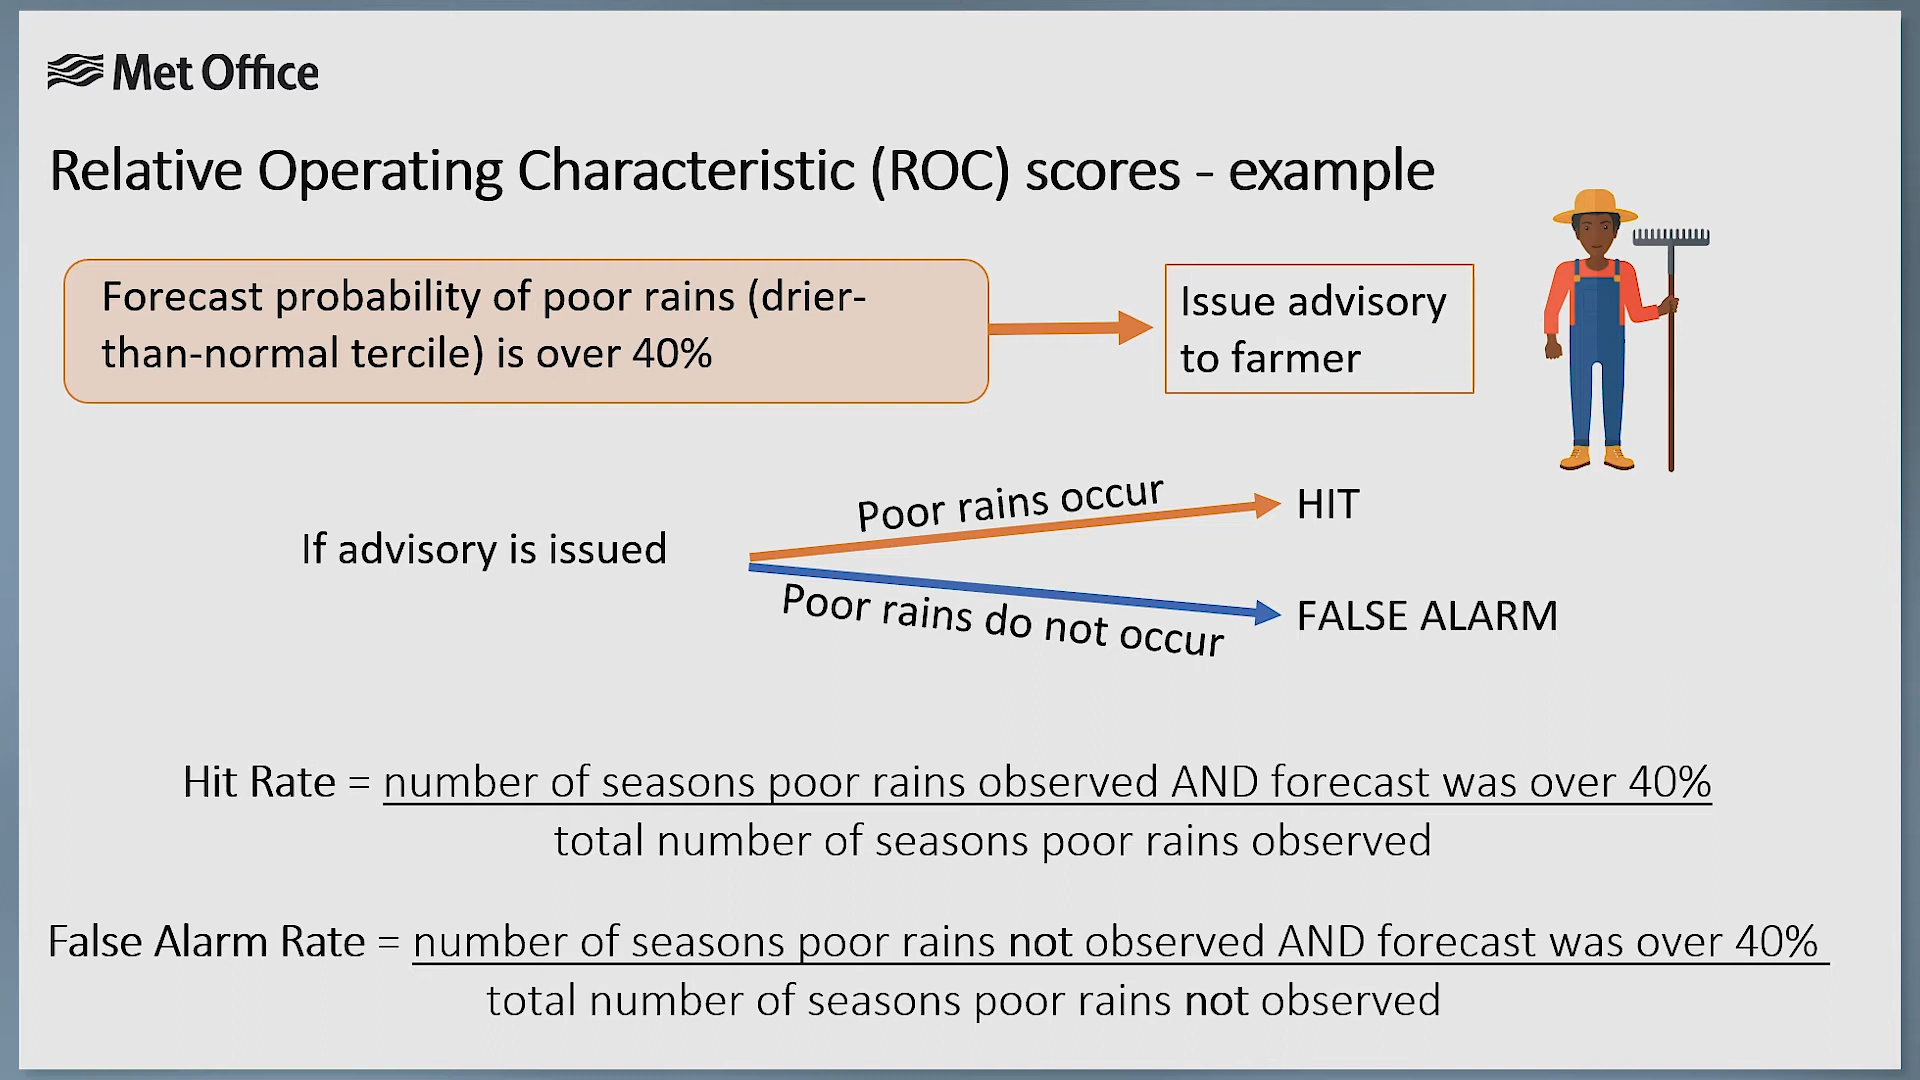 Met Office
Relative Operating Characteristic (ROC) scores - example
Forecast probability of poor rains (drier-
than-normal tercile) is over 40%
Issue advisory
to farmer
If advisory is issued
Poor rains occur
HIT
Poor rains do not occur
FALSE ALARM
Hit Rate = number of seasons poor rains observed AND forecast was over 40%
total number of seasons poor rains observed
False Alarm Rate = number of seasons poor rains not observed AND forecast was over 40%
total number of seasons poor rains not observed